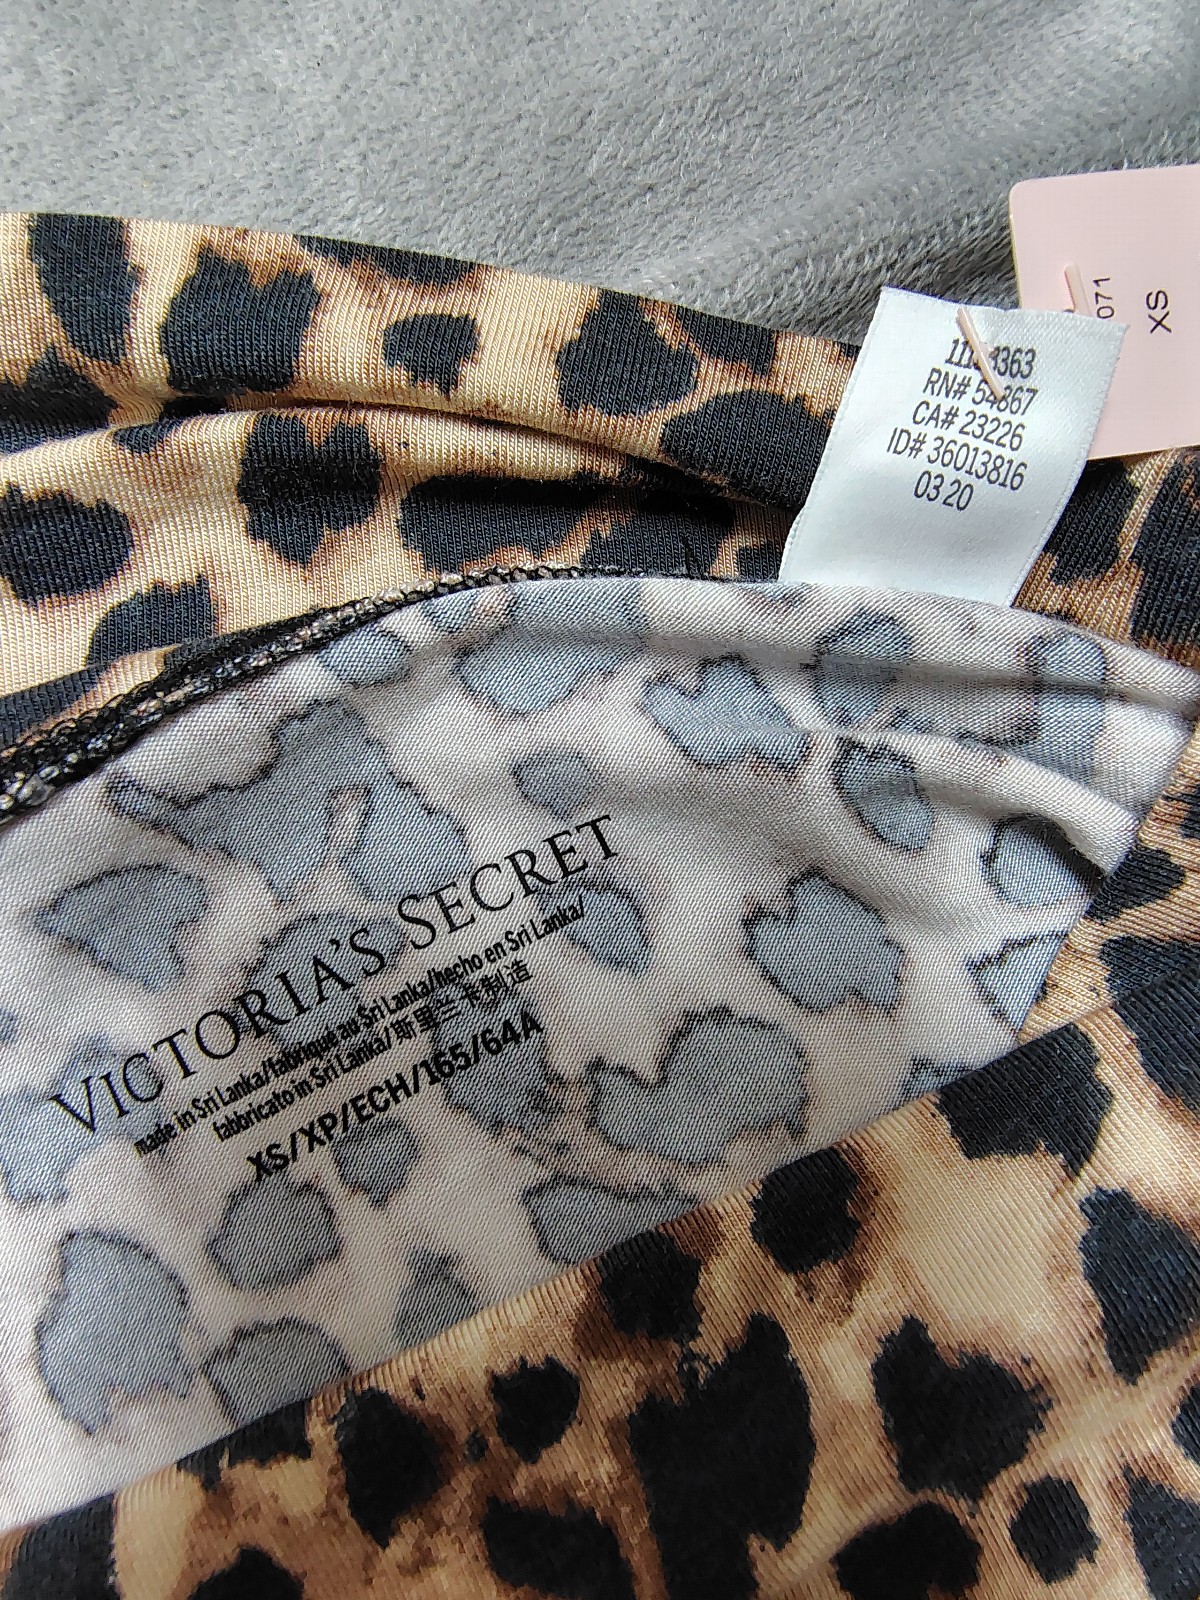 071
XS
RN# 54867
CA# 23226
ID# 36013816
03 20
VICTORIA'S SECRET
made in Sri Lanka/fabriqué au Sri Lanka/hecho en Sri Lanka/
fabbricato in Sri Lanka/斯里兰卡制造
XS/XP/ECH/165/64A